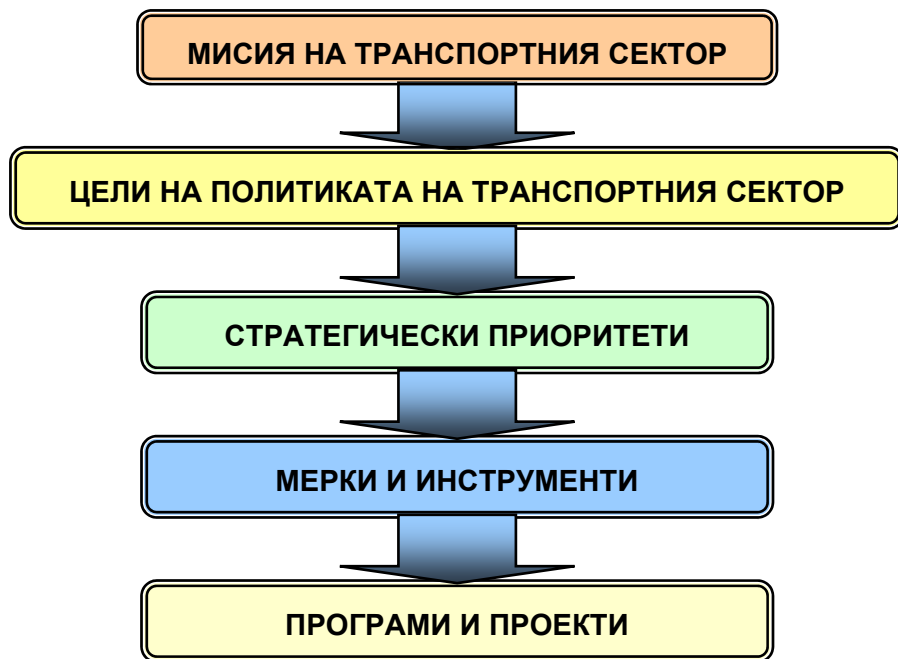 МИСИЯ НА ТРАНСПОРТНИЯ СЕКТОР
ЦЕЛИ НА ПОЛИТИКАТА НА ТРАНСПОРТНИЯ СЕКТОР
СТРАТЕГИЧЕСКИ ПРИОРИТЕТИ
МЕРКИ И ИНСТРУМЕНТИ
ПРОГРАМИ И ПРОЕКТИ